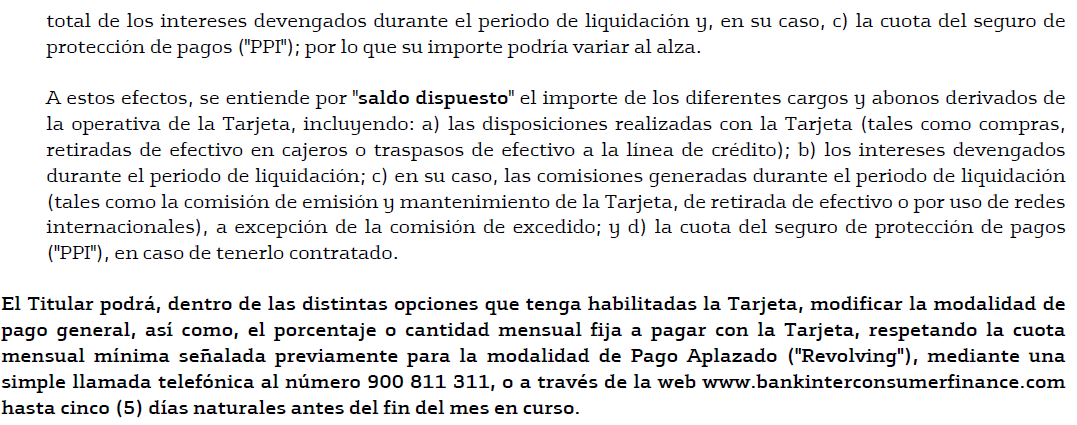 total de los intereses devengados durante el periodo de liquidación y, en su caso, c) la cuota del seguro de
protección de pagos ("PPI"); por lo que su importe podría variar al alza.
A estos efectos, se entiende por "saldo dispuesto" el importe de los diferentes cargos y abonos derivados de
la operativa de la Tarjeta, incluyendo: a) las disposiciones realizadas con la Tarjeta (tales como compras,
retiradas de efectivo en cajeros o traspasos de efectivo a la línea de crédito); b) los intereses devengados
durante el periodo de liquidación; c) en su caso, las comisiones generadas durante el periodo de liquidación
(tales como la comisión de emisión y mantenimiento de la Tarjeta, de retirada de efectivo o por uso de redes
internacionales), a excepción de la comisión de excedido; y d) la cuota del seguro de protección de pagos
("PPI"), en caso de tenerlo contratado.
El Titular podrá, dentro de las distintas opciones que tenga habilitadas la Tarjeta, modificar la modalidad de
pago general, así como, el porcentaje o cantidad mensual fija a pagar con la Tarjeta, respetando la cuota
mensual mínima señalada previamente para la modalidad de Pago Aplazado ("Revolving"), mediante una
simple llamada telefónica al número 900 811 311, o a través de la web www.bankinterconsumerfinance.com
hasta cinco (5) días naturales antes del fin del mes en curso.